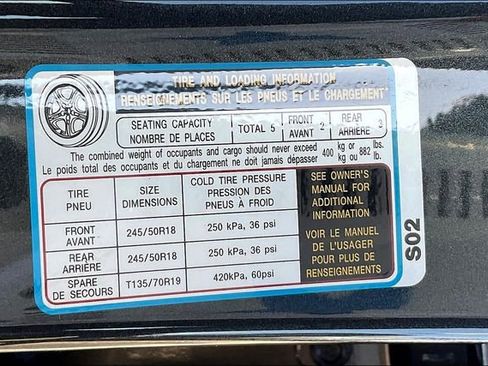 TIRE AND LOADING INFORMATION
RENSEIGNEMENTS SUR LES PNEUS ET LE CHARGEMENT
SEATING CAPACITY
NOMBRE DE PLACES
TOTAL 5
FRONT
AVANT 2
REAR
ARRIÈRE 3
The combined weight of occupants and cargo should never exceed 400 kg or 882 lbs.
Le poids total des occupants et du chargement ne doit jamais dépasser kg ou lb.
TIRE
PNEU
SIZE
DIMENSIONS
COLD TIRE PRESSURE
PRESSION DES
PNEUS À FROID
FRONT
AVANT
245/50R18
250 kPa, 36 psi
REAR
ARRIÈRE
245/50R18
250 kPa, 36 psi
SPARE
DE SECOURS
T135/70R19
420kPa, 60psi
SEE OWNER'S
MANUAL FOR
ADDITIONAL
INFORMATION
VOIR LE MANUEL
DE L'USAGER
POUR PLUS DE
RENSEIGNEMENTS
S02